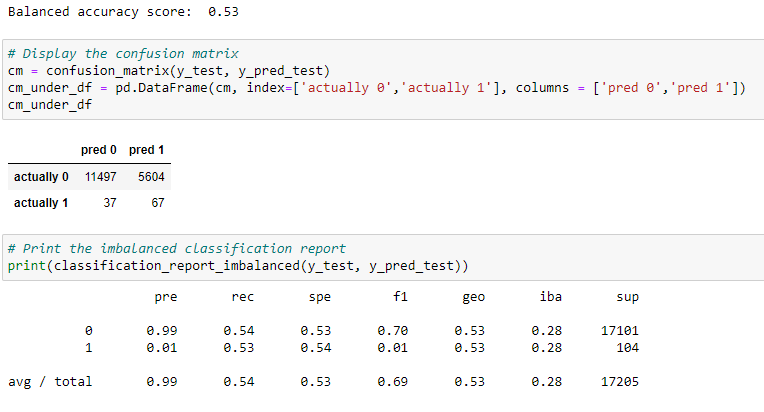 Balanced accuracy score:  0.53
# Display the confusion matrix
cm = confusion_matrix(y_test, y_pred_test)
cm_under_df = pd.DataFrame(cm, index=['actually 0','actually 1'], columns = ['pred 0','pred 1'])
cm_under_df
pred 0 pred 1
actually 0 11497 5604
actually 1 37 67
# Print the imbalanced classification report
print(classification_report_imbalanced(y_test, y_pred_test))
pre rec spe f1 geo iba sup
0 0.99 0.54 0.53 0.70 0.53 0.28 17101
1 0.01 0.53 0.54 0.01 0.53 0.28 104
avg / total 0.99 0.54 0.53 0.69 0.53 0.28 17205